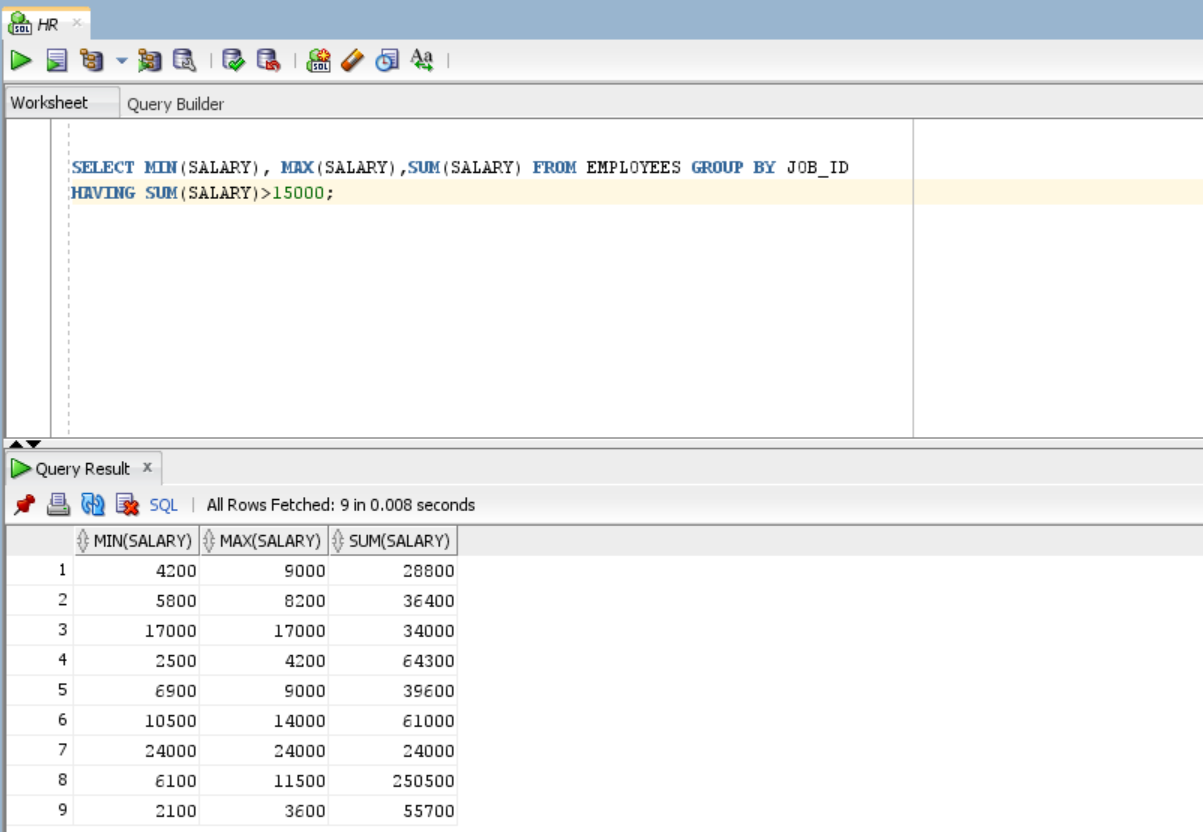 HR
Worksheet Query Builder
SELECT MIN(SALARY), MAX(SALARY),SUM(SALARY) FROM EMPLOYEES GROUP BY JOB_ID
HAVING SUM(SALARY)>15000;
Query Result x
SQL | All Rows Fetched: 9 in 0.008 seconds
MIN(SALARY) MAX(SALARY) SUM(SALARY)
1 4200 9000 28800
2 5800 8200 36400
3 17000 17000 34000
4 2500 4200 64300
5 6900 9000 39600
6 10500 14000 61000
7 24000 24000 24000
8 6100 11500 250500
9 2100 3600 55700